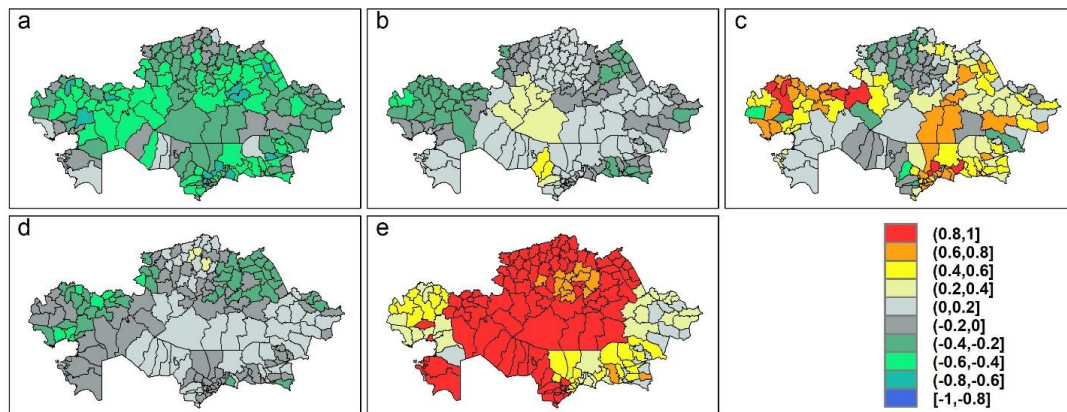 a
b
c
d
e
(0.8,1]
(0.6,0.8]
(0.4,0.6]
(0.2,0.4]
(0,0.2]
(-0.2,0]
(-0.4,-0.2]
(-0.6,-0.4]
(-0.8,-0.6]
[-1,-0.8]